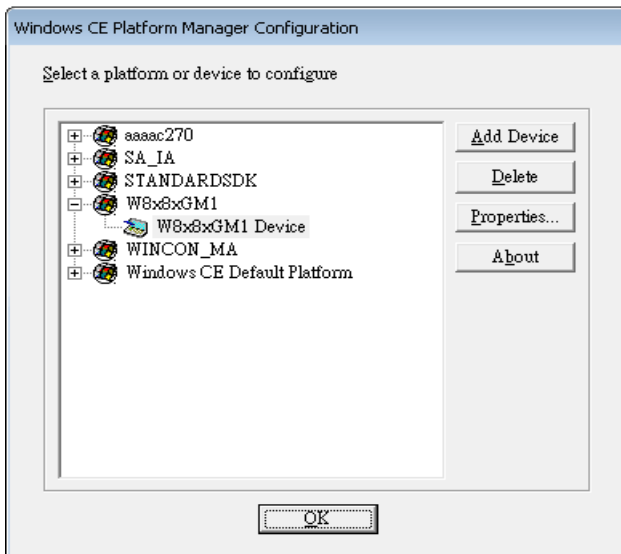 Windows CE Platform Manager Configuration
Select a platform or device to configure
aaaac270
SA_IA
STANDARDSDK
W8x8xGM1
W8x8xGM1 Device
WINCON_MA
Windows CE Default Platform
Add Device
Delete
Properties...
About
OK